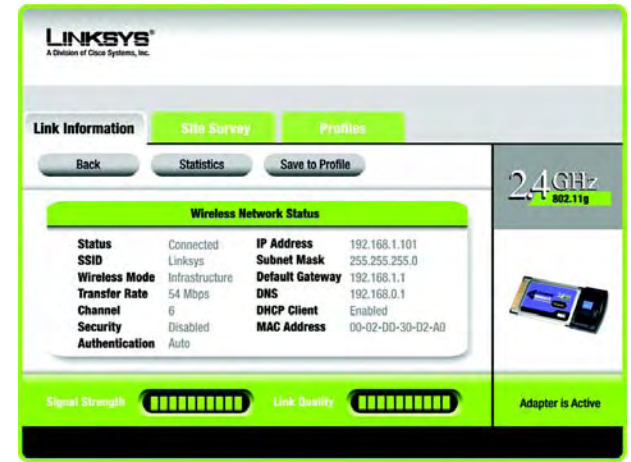 LINKSYS®
A Division of Cisco Systems, Inc.
Link Information Site Survey Profiles
Back Statistics Save to Profile
2.4GHz
802.11g
Wireless Network Status
Status Connected IP Address 192.168.1.101
SSID Linksys Subnet Mask 255.255.255.0
Wireless Mode Infrastructure Default Gateway 192.168.1.1
Transfer Rate 54 Mbps DNS 192.168.0.1
Channel 6 DHCP Client Enabled
Security Disabled MAC Address 00-02-DD-30-D2-A0
Authentication Auto
Signal Strength Link Quality Adapter is Active